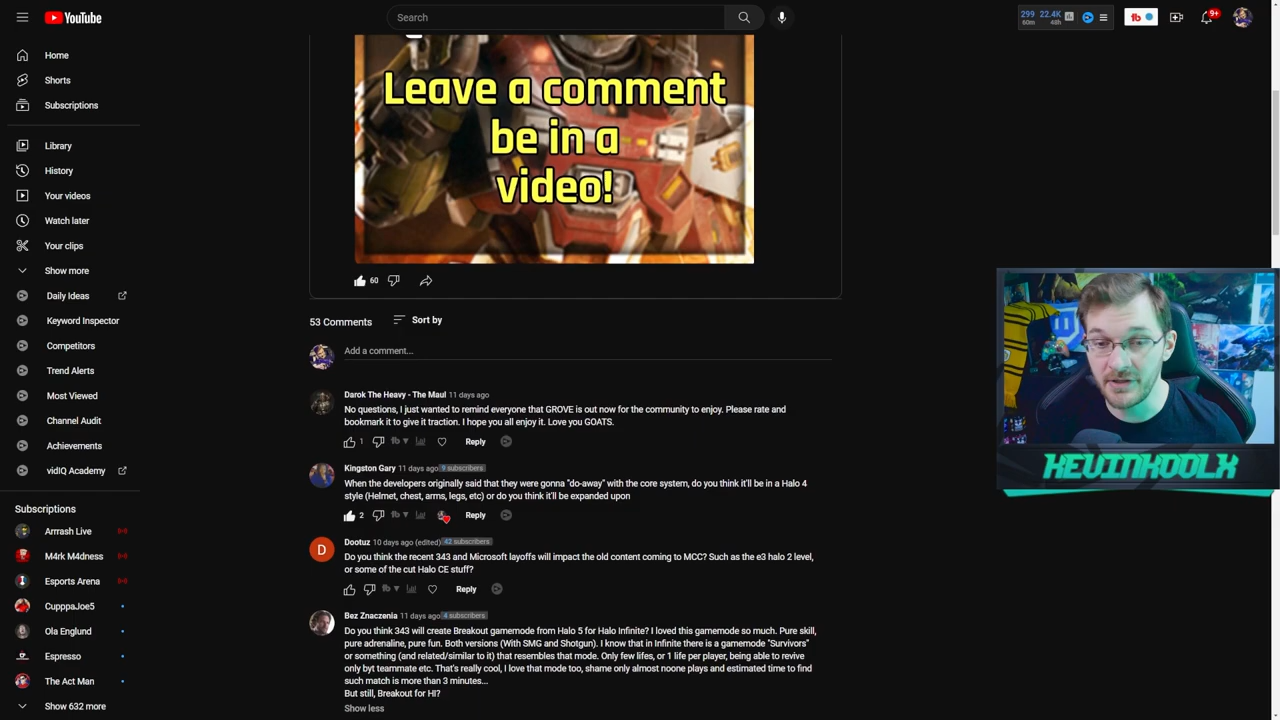 YouTube
Search
299 22.4K
60m 48h
9+
Home
Shorts
Subscriptions
Library
History
Your videos
Watch later
Your clips
Show more
Daily Ideas
Keyword Inspector
Competitors
Trend Alerts
Most Viewed
Channel Audit
Achievements
vidIQ Academy
Subscriptions
Arrrash Live
M4rk M4dness
Esports Arena
CupppaJoe5
Ola Englund
Espresso
The Act Man
Show 632 more
Leave a comment
be in a
video!
60
53 Comments
Sort by
Add a comment...
Darok The Heavy - The Maul 11 days ago
No questions, I just wanted to remind everyone that GROVE is out now for the community to enjoy. Please rate and
bookmark it to give it traction. I hope you all enjoy it. Love you GOATS.
1 Reply
Kingston Gary 11 days ago 9 subscribers
When the developers originally said that they were gonna "do-away" with the core system, do you think it'll be in a Halo 4
style (Helmet, chest, arms, legs, etc) or do you think it'll be expanded upon
2 Reply
D
Dootuz 10 days ago (edited) 42 subscribers
Do you think the recent 343 and Microsoft layoffs will impact the old content coming to MCC? Such as the e3 halo 2 level,
or some of the cut Halo CE stuff?
Reply
Bez Znaczenia 11 days ago 4 subscribers
Do you think 343 will create Breakout gamemode from Halo 5 for Halo Infinite? I loved this gamemode so much. Pure skill,
pure adrenaline, pure fun. Both versions (With SMG and Shotgun). I know that in Infinite there is a gamemode "Survivors"
or something (and related/similar to it) that resembles that mode. Only few lifes, or 1 life per player, being able to revive
only byt teammate etc. That's really cool, I love that mode too, shame only almost noone plays and estimated time to find
such match is more than 3 minutes...
But still, Breakout for HI?
Show less
KEVINKOOLX